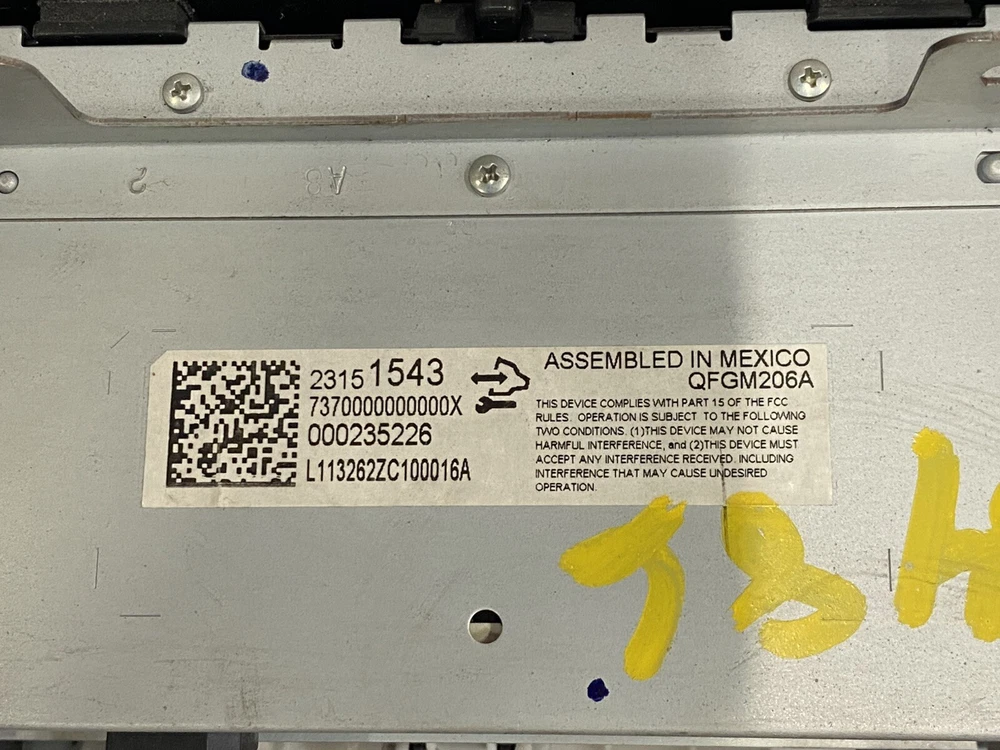 2 A8
23151543
7370000000000X
000235226
L113262ZC100016A
ASSEMBLED IN MEXICO
QFGM206A
THIS DEVICE COMPLIES WITH PART 15 OF THE FCC
RULES. OPERATION IS SUBJECT TO THE FOLLOWING
TWO CONDITIONS. (1)THIS DEVICE MAY NOT CAUSE
HARMFUL INTERFERENCE, and (2)THIS DEVICE MUST
ACCEPT ANY INTERFERENCE RECEIVED. INCLUDING
INTERFERENCE THAT MAY CAUSE UNDESIRED
OPERATION.